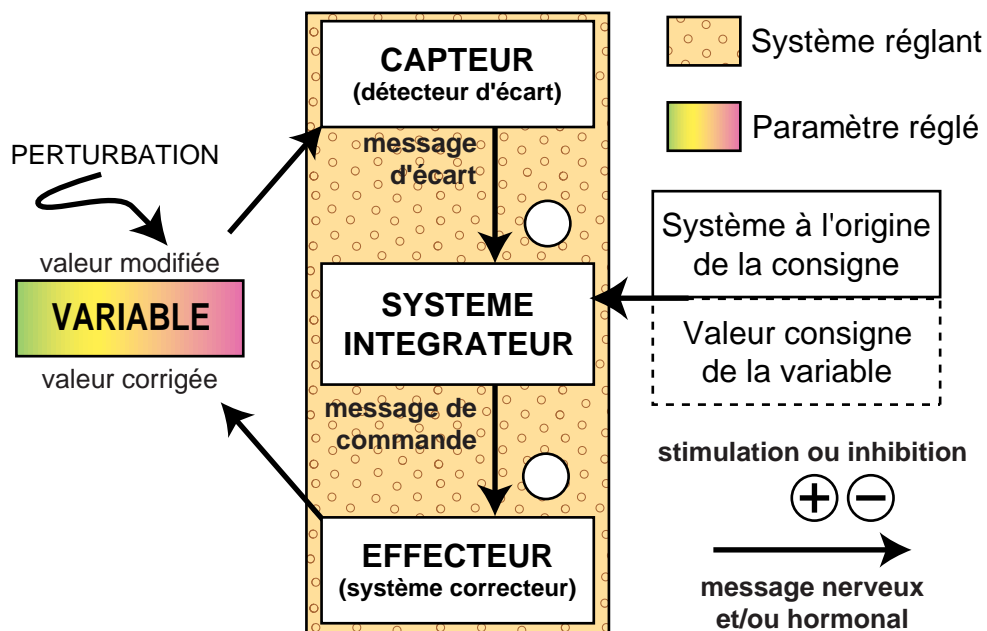 CAPTEUR
(détecteur d'écart)
message
d'écart
Système réglant
Paramètre réglé
PERTURBATION
valeur modifiée
VARIABLE
valeur corrigée
SYSTEME
INTEGRATEUR
Système à l'origine
de la consigne
Valeur consigne
de la variable
message de
commande
EFFECTEUR
(système correcteur)
stimulation ou inhibition
+ −
message nerveux
et/ou hormonal